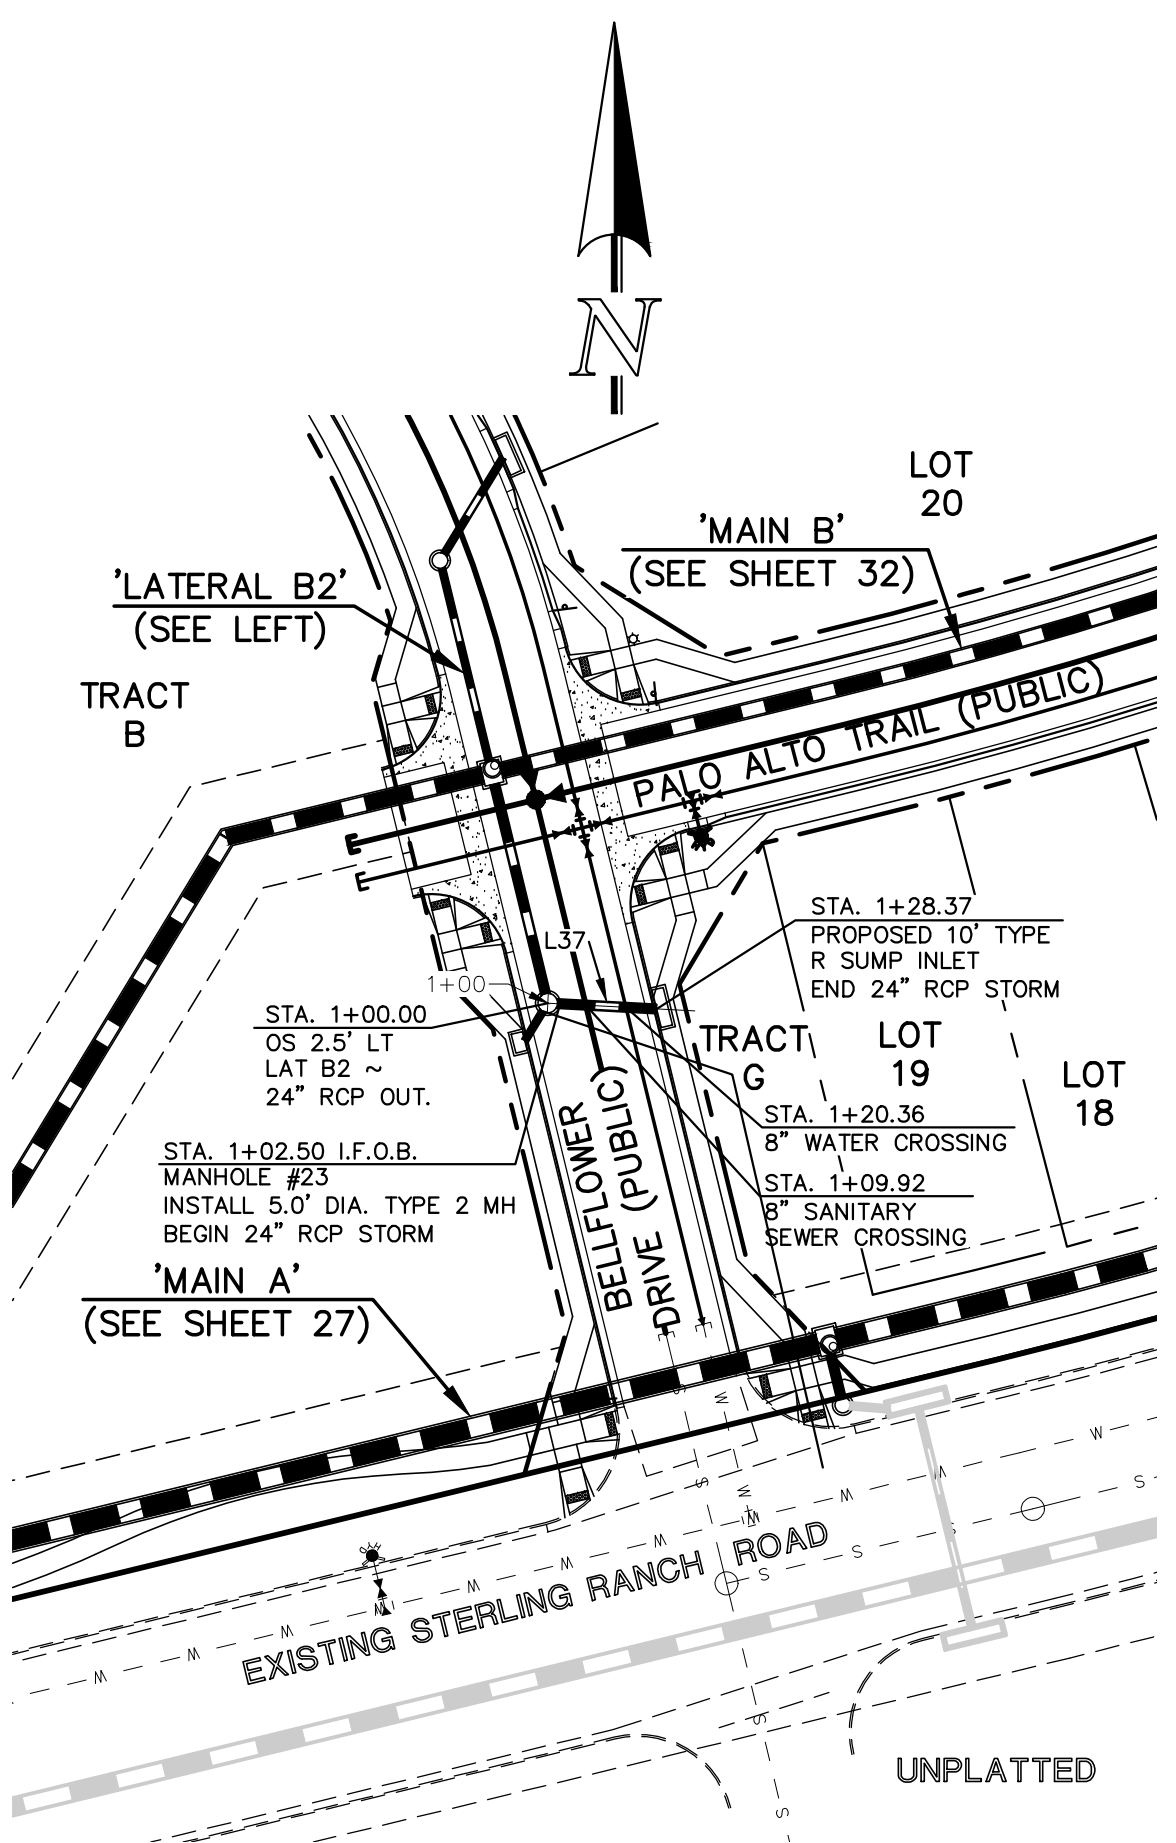 N
LOT
20
'MAIN B'
(SEE SHEET 32)
'LATERAL B2'
(SEE LEFT)
TRACT
B
PALO ALTO TRAIL (PUBLIC)
STA. 1+28.37
PROPOSED 10' TYPE
R SUMP INLET
END 24" RCP STORM
L37
1+00
STA. 1+00.00
OS 2.5' LT
LAT B2 ~
24" RCP OUT.
TRACT
G
LOT
19
LOT
18
STA. 1+20.36
8" WATER CROSSING
STA. 1+02.50 I.F.O.B.
MANHOLE #23
INSTALL 5.0' DIA. TYPE 2 MH
BEGIN 24" RCP STORM
STA. 1+09.92
8" SANITARY
SEWER CROSSING
BELLFLOWER
DRIVE (PUBLIC)
'MAIN A'
(SEE SHEET 27)
S
W
W
S
S
W
W
W
W
S
W
W
S
W
S
W
W
W
EXISTING STERLING RANCH ROAD
S
UNPLATTED
S